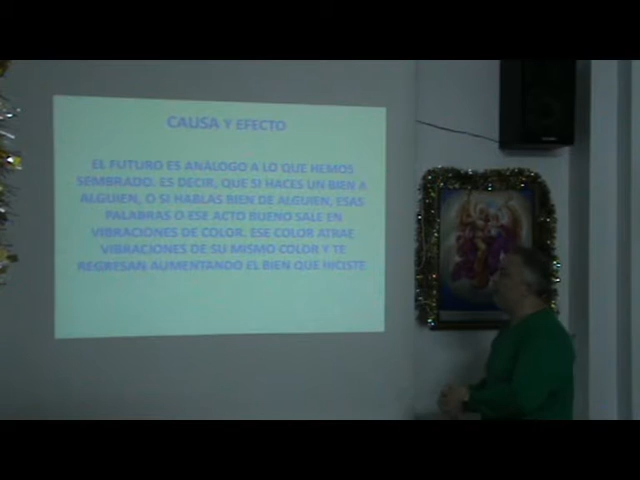 CAUSA Y EFECTO
EL FUTURO ES ANÁLOGO A LO QUE HEMOS
SEMBRADO. ES DECIR, QUE SI HACES UN BIEN A
ALGUIEN, O SI HABLAS BIEN DE ALGUIEN, ESAS
PALABRAS O ESE ACTO BUENO SALE EN
VIBRACIONES DE COLOR. ESE COLOR ATRAE
VIBRACIONES DE SU MISMO COLOR Y TE
REGRESAN AUMENTANDO EL BIEN QUE HICISTE